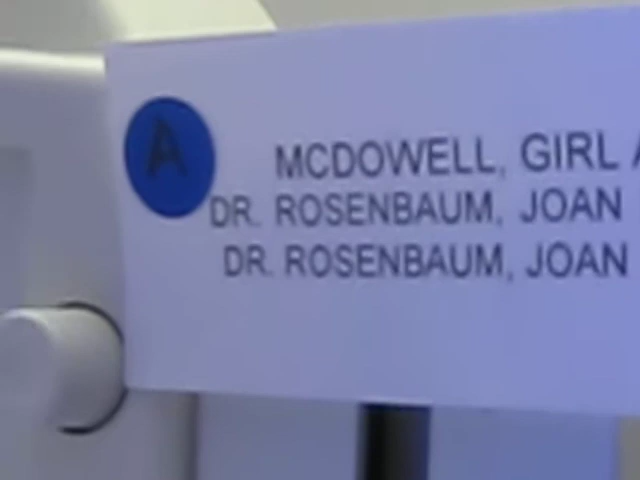 A
MCDOWELL, GIRL A
DR. ROSENBAUM, JOAN
DR. ROSENBAUM, JOAN